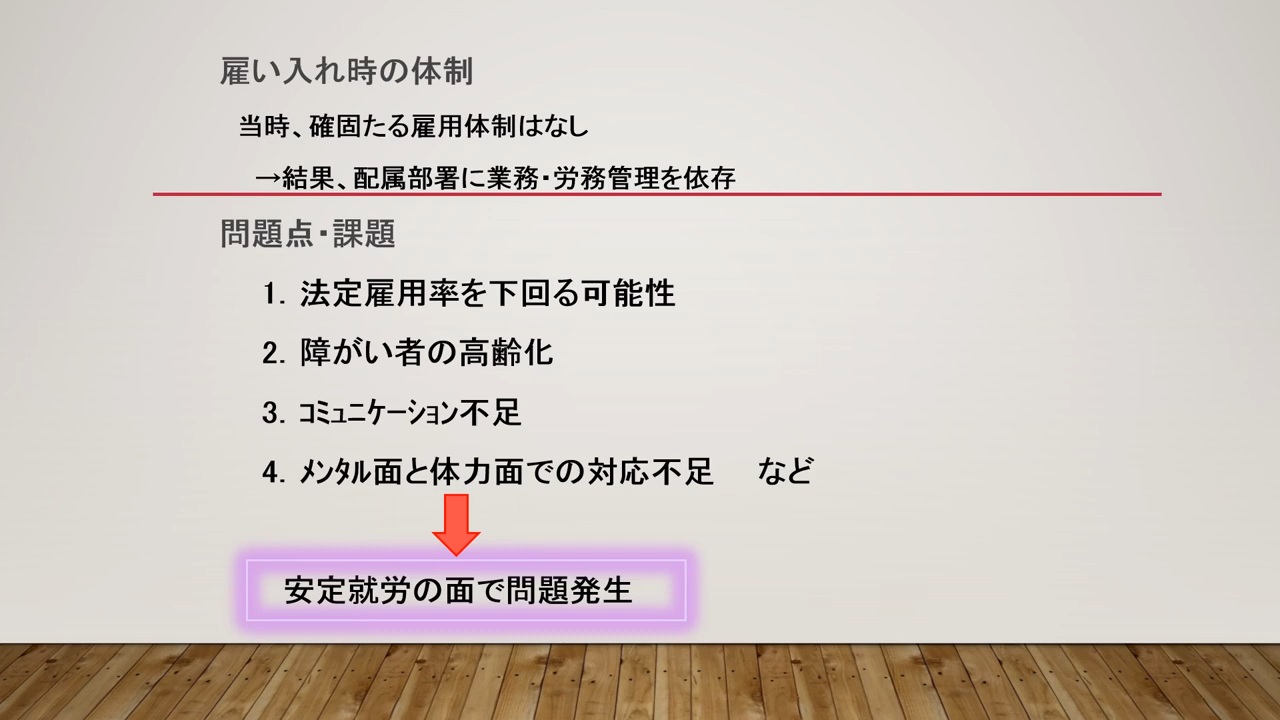 雇い入れ時の体制
当時、確固たる雇用体制はなし
→結果、配属部署に業務・労務管理を依存
問題点・課題
1. 法定雇用率を下回る可能性
2. 障がい者の高齢化
3. ｺﾐｭﾆｹｰｼｮﾝ不足
4. ﾒﾝﾀﾙ面と体力面での対応不足　など
安定就労の面で問題発生